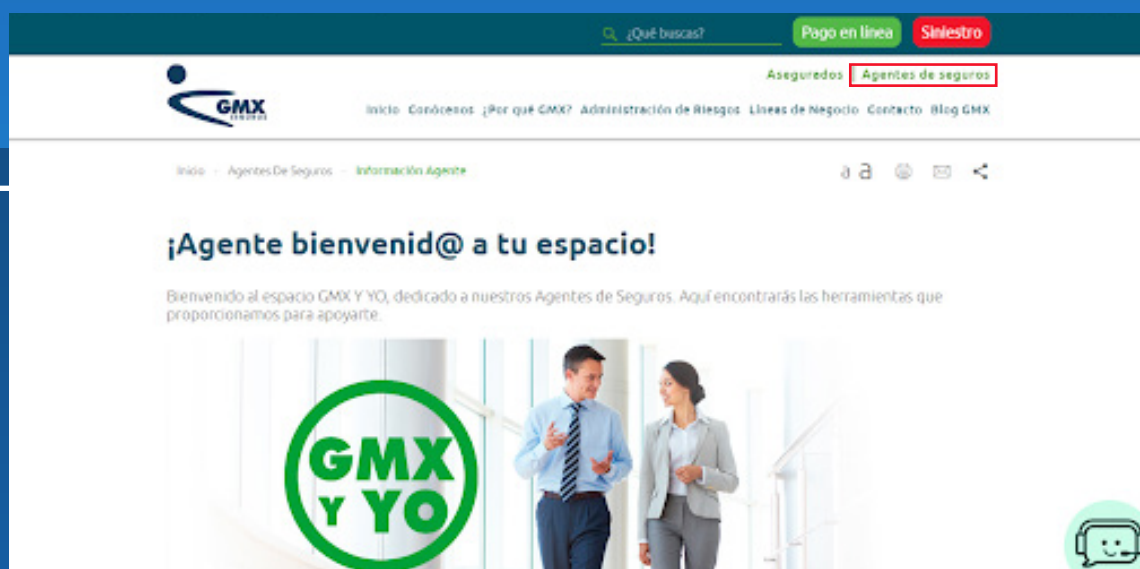 ¿Qué buscas?
Pago en línea
Siniestro
Asegurados | Agentes de seguros
GMX
SEGUROS
Inicio Conócenos ¿Por qué GMX? Administración de Riesgos Líneas de Negocio Contacto Blog GMX
Inicio - Agentes De Seguros - Información Agente
a a
¡Agente bienvenid@ a tu espacio!
Bienvenido al espacio GMX Y YO, dedicado a nuestros Agentes de Seguros. Aquí encontrarás las herramientas que
proporcionamos para apoyarte.
GMX
Y YO